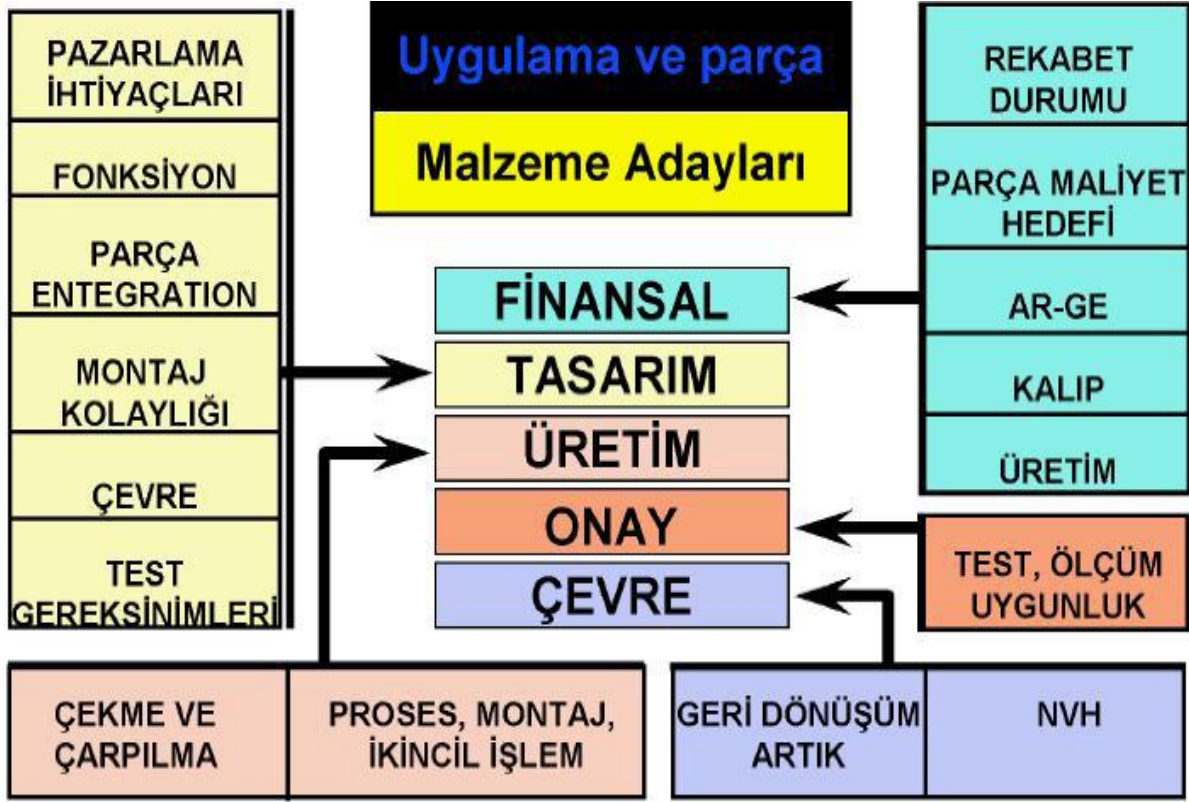 PAZARLAMA
İHTİYAÇLARI
FONKSİYON
PARÇA
ENTEGRATION
MONTAJ
KOLAYLIĞI
ÇEVRE
TEST
GEREKSİNİMLERİ
Uygulama ve parça
Malzeme Adayları
FİNANSAL
TASARIM
ÜRETİM
ONAY
ÇEVRE
REKABET
DURUMU
PARÇA MALİYET
HEDEFİ
AR-GE
KALIP
ÜRETİM
TEST, ÖLÇÜM
UYGUNLUK
ÇEKME VE
ÇARPILMA
PROSES, MONTAJ,
İKİNCİL İŞLEM
GERİ DÖNÜŞÜM
ARTIK
NVH